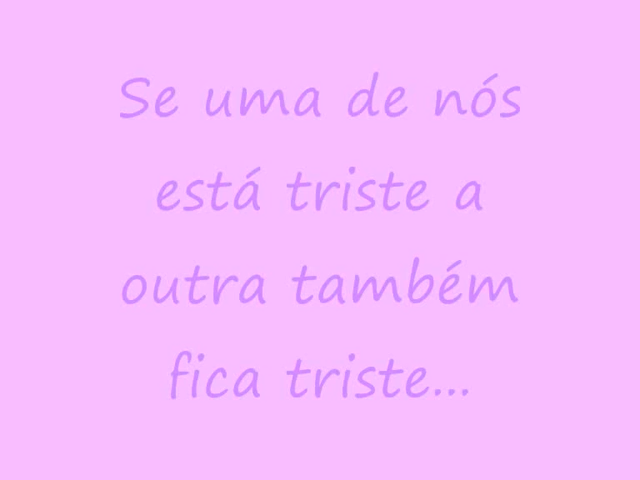 Se uma de nós
está triste a
outra também
fica triste...